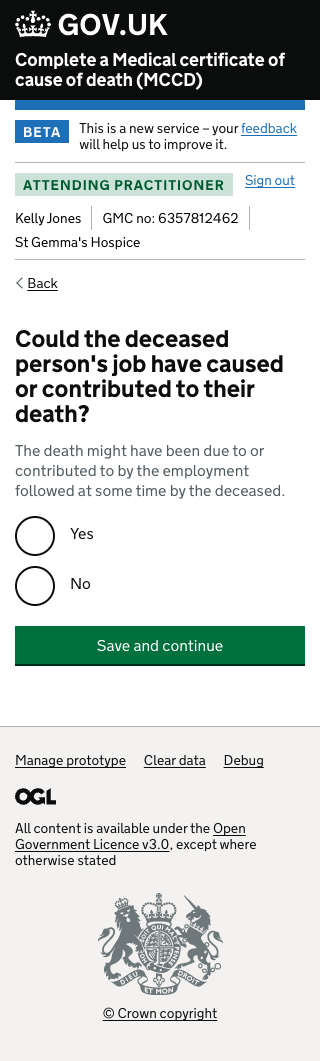 GOV.UK
Complete a Medical certificate of
cause of death (MCCD)
BETA
This is a new service – your feedback
will help us to improve it.
ATTENDING PRACTITIONER
Sign out
Kelly Jones
GMC no: 6357812462
St Gemma's Hospice
Back
Could the deceased
person's job have caused
or contributed to their
death?
The death might have been due to or
contributed to by the employment
followed at some time by the deceased.
Yes
No
Save and continue
Manage prototype
Clear data
Debug
OGL
All content is available under the Open
Government Licence v3.0, except where
otherwise stated
DIEU ET MON DROIT
© Crown copyright